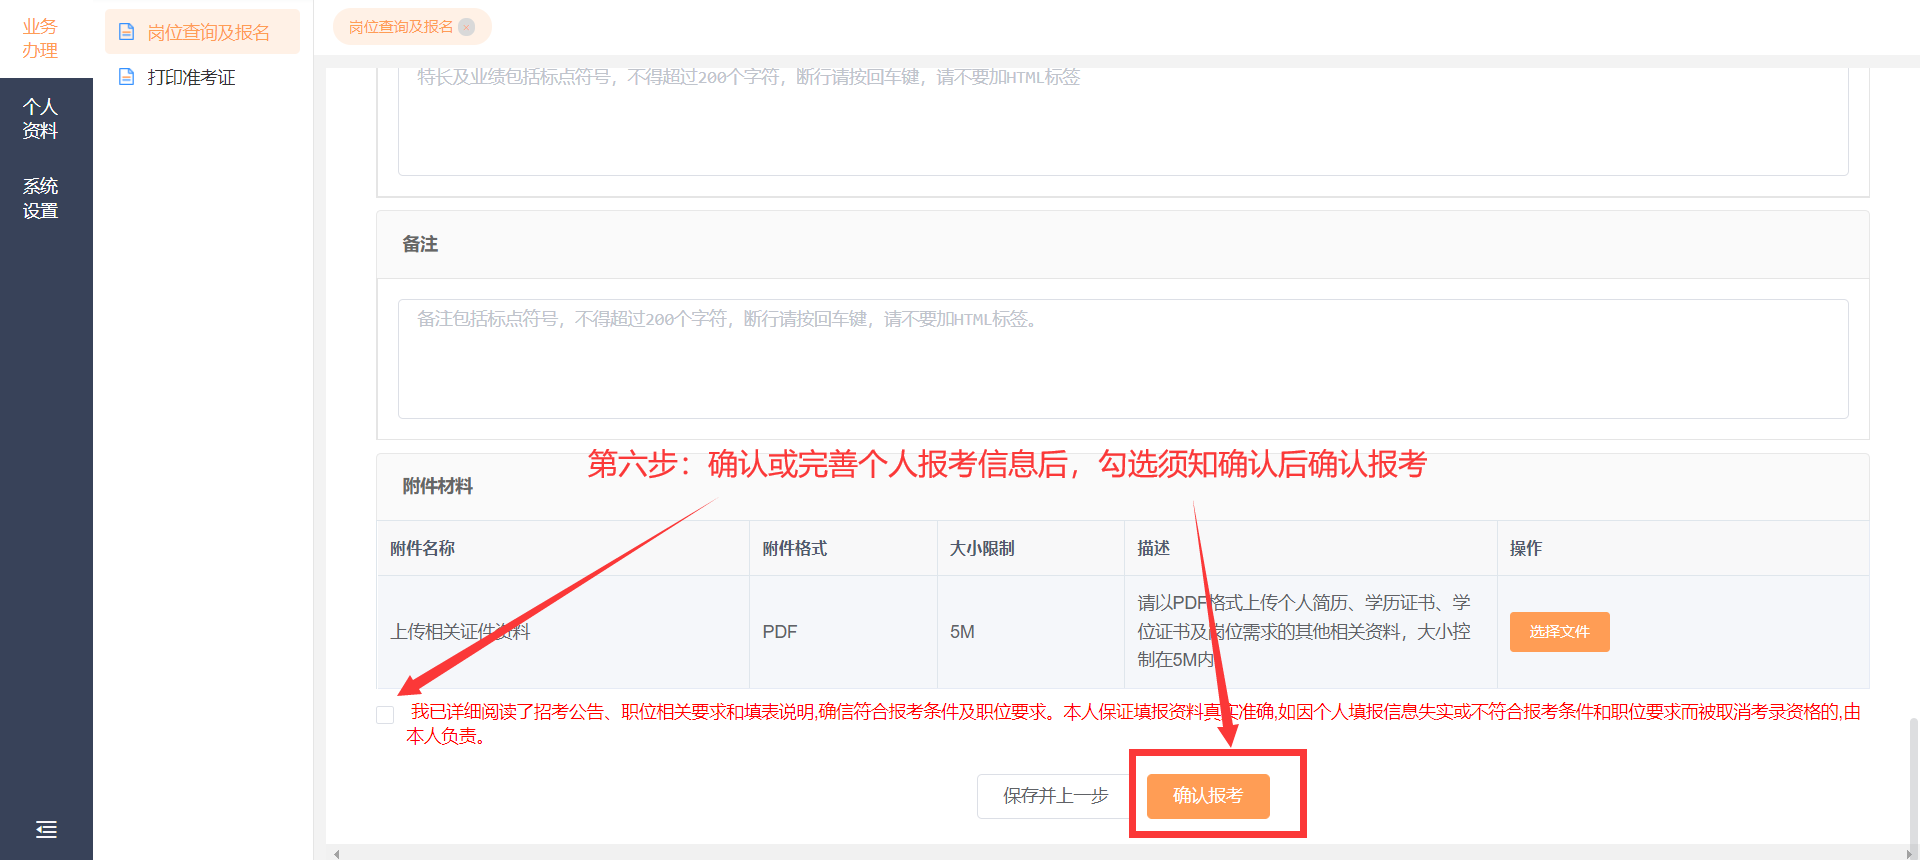 业务
办理
个人
资料
系统
设置
岗位查询及报名
打印准考证
岗位查询及报名
特长及业绩包括标点符号，不得超过200个字符，断行请按回车键，请不要加HTML标签
备注
备注包括标点符号，不得超过200个字符，断行请按回车键，请不要加HTML标签。
第六步：确认或完善个人报考信息后，勾选须知确认后确认报考
附件材料
附件名称 附件格式 大小限制 描述 操作
请以PDF格式上传个人简历、学历证书、学
上传相关证件资料 PDF 5M 位证书及岗位需求的其他相关资料，大小控 选择文件
制在5M内
我已详细阅读了招考公告、职位相关要求和填表说明,确信符合报考条件及职位要求。本人保证填报资料真实准确,如因个人填报信息失实或不符合报考条件和职位要求而被取消考录资格的,由
本人负责。
保存并上一步 确认报考